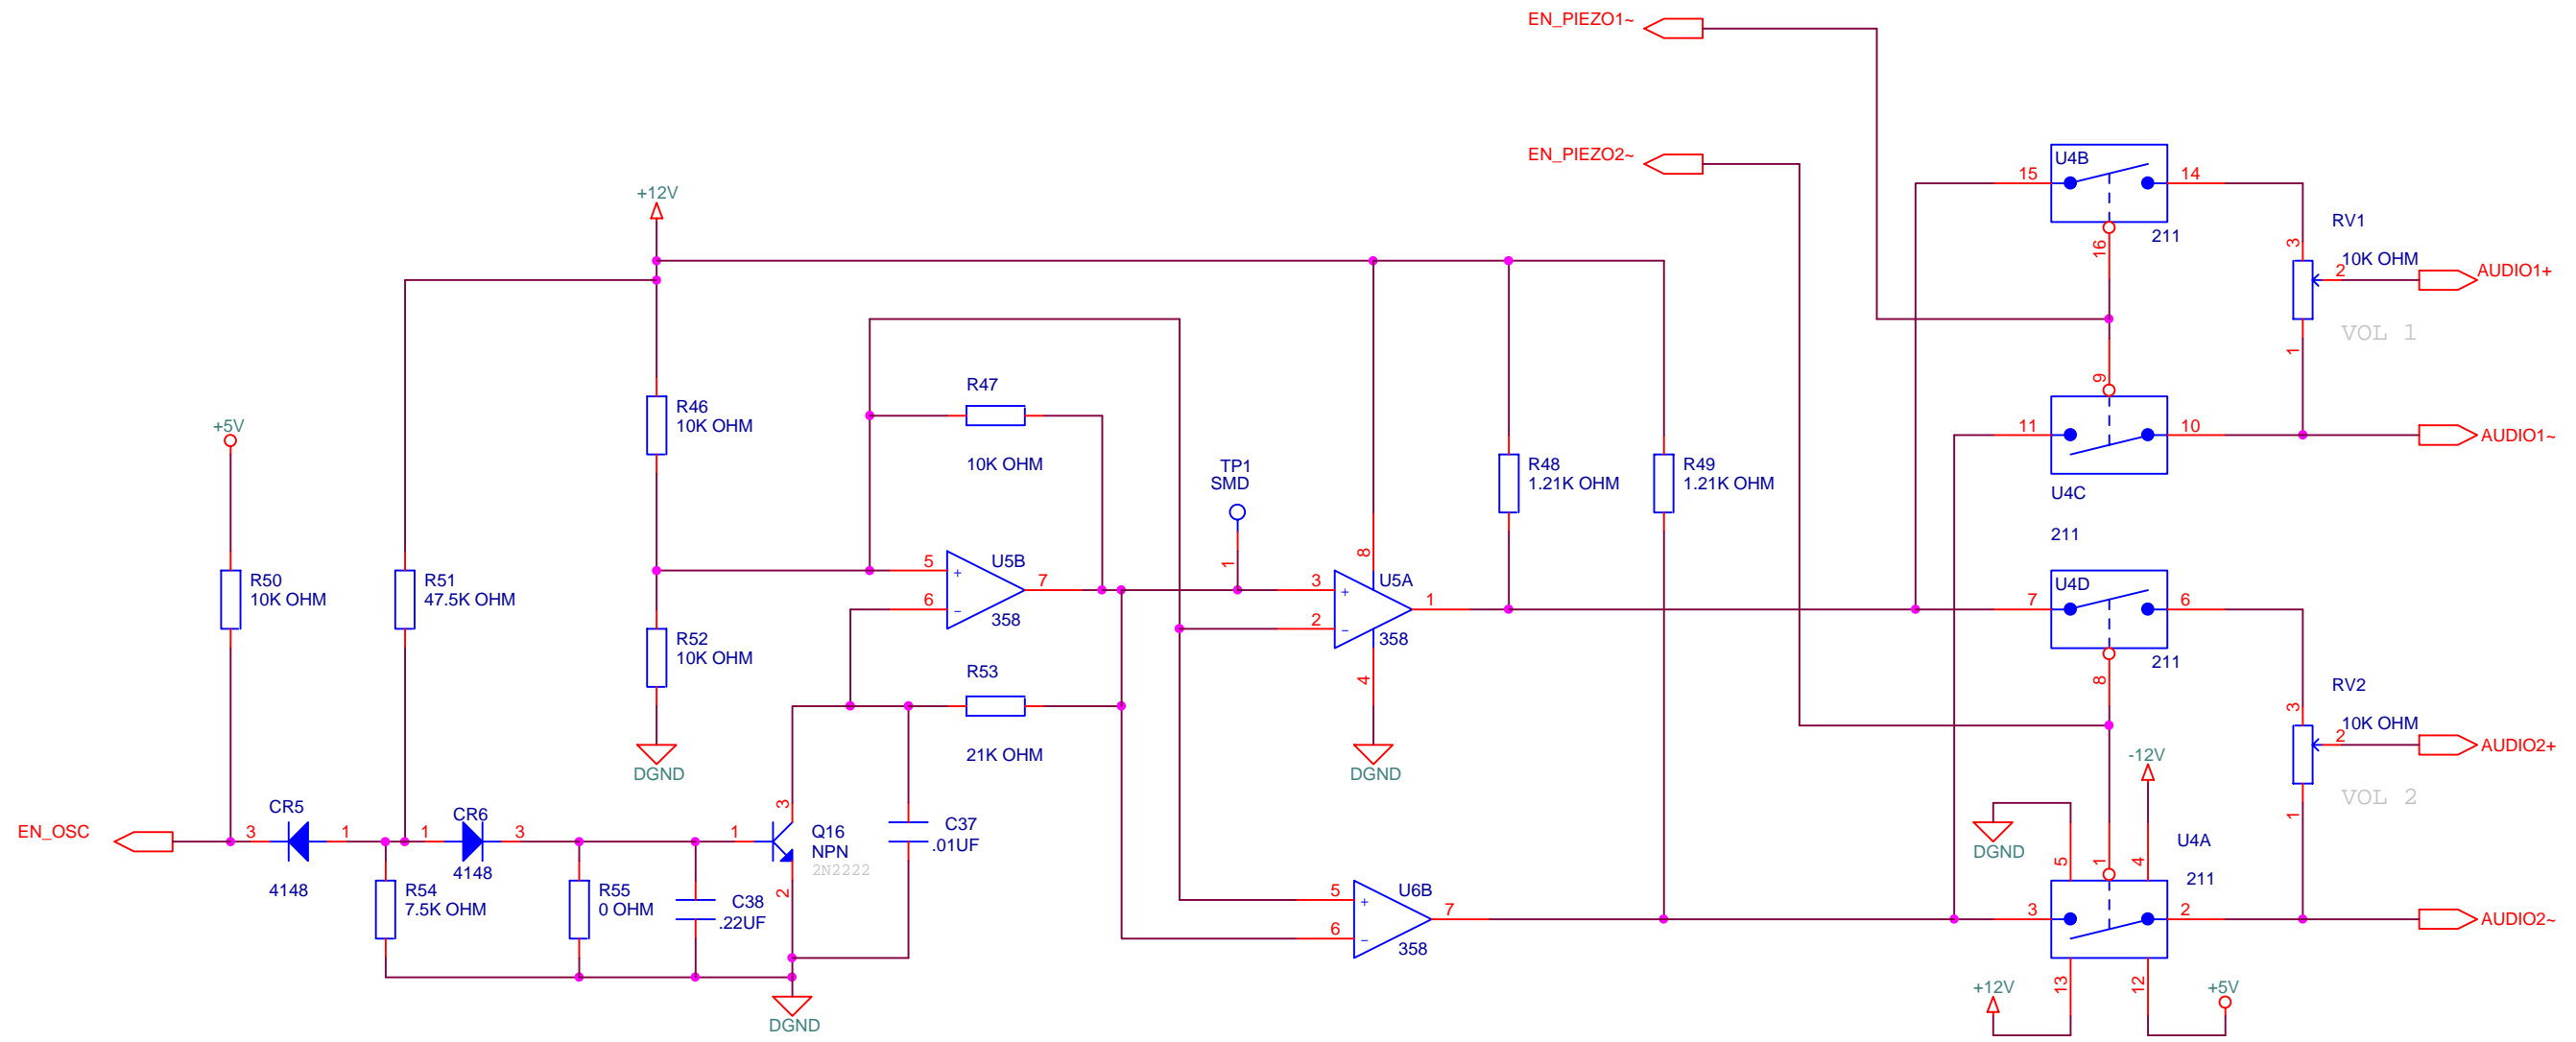 EN_PIEZO1~
EN_PIEZO2~
+12V
+5V
R46
10K OHM
R47
10K OHM
R50
10K OHM
R51
47.5K OHM
R52
10K OHM
DGND
5
6
+
-
U5B
7
358
R53
21K OHM
TP1
SMD
1
3
2
+
-
8
U5A
1
358
4
DGND
R48
1.21K OHM
R49
1.21K OHM
EN_OSC
3
CR5
1
4148
1
CR6
3
4148
R54
7.5K OHM
R55
0 OHM
C38
.22UF
1
3
2
Q16
NPN
2N2222
C37
.01UF
DGND
5
6
+
-
U6B
7
358
15
U4B
14
16
211
RV1
3
10K OHM
2
1
AUDIO1+
VOL 1
9
11
10
AUDIO1~
U4C
211
7
U4D
6
8
211
RV2
3
10K OHM
2
1
AUDIO2+
VOL 2
-12V
DGND
5
1
4
U4A
211
3
2
AUDIO2~
13
12
+12V
+5V